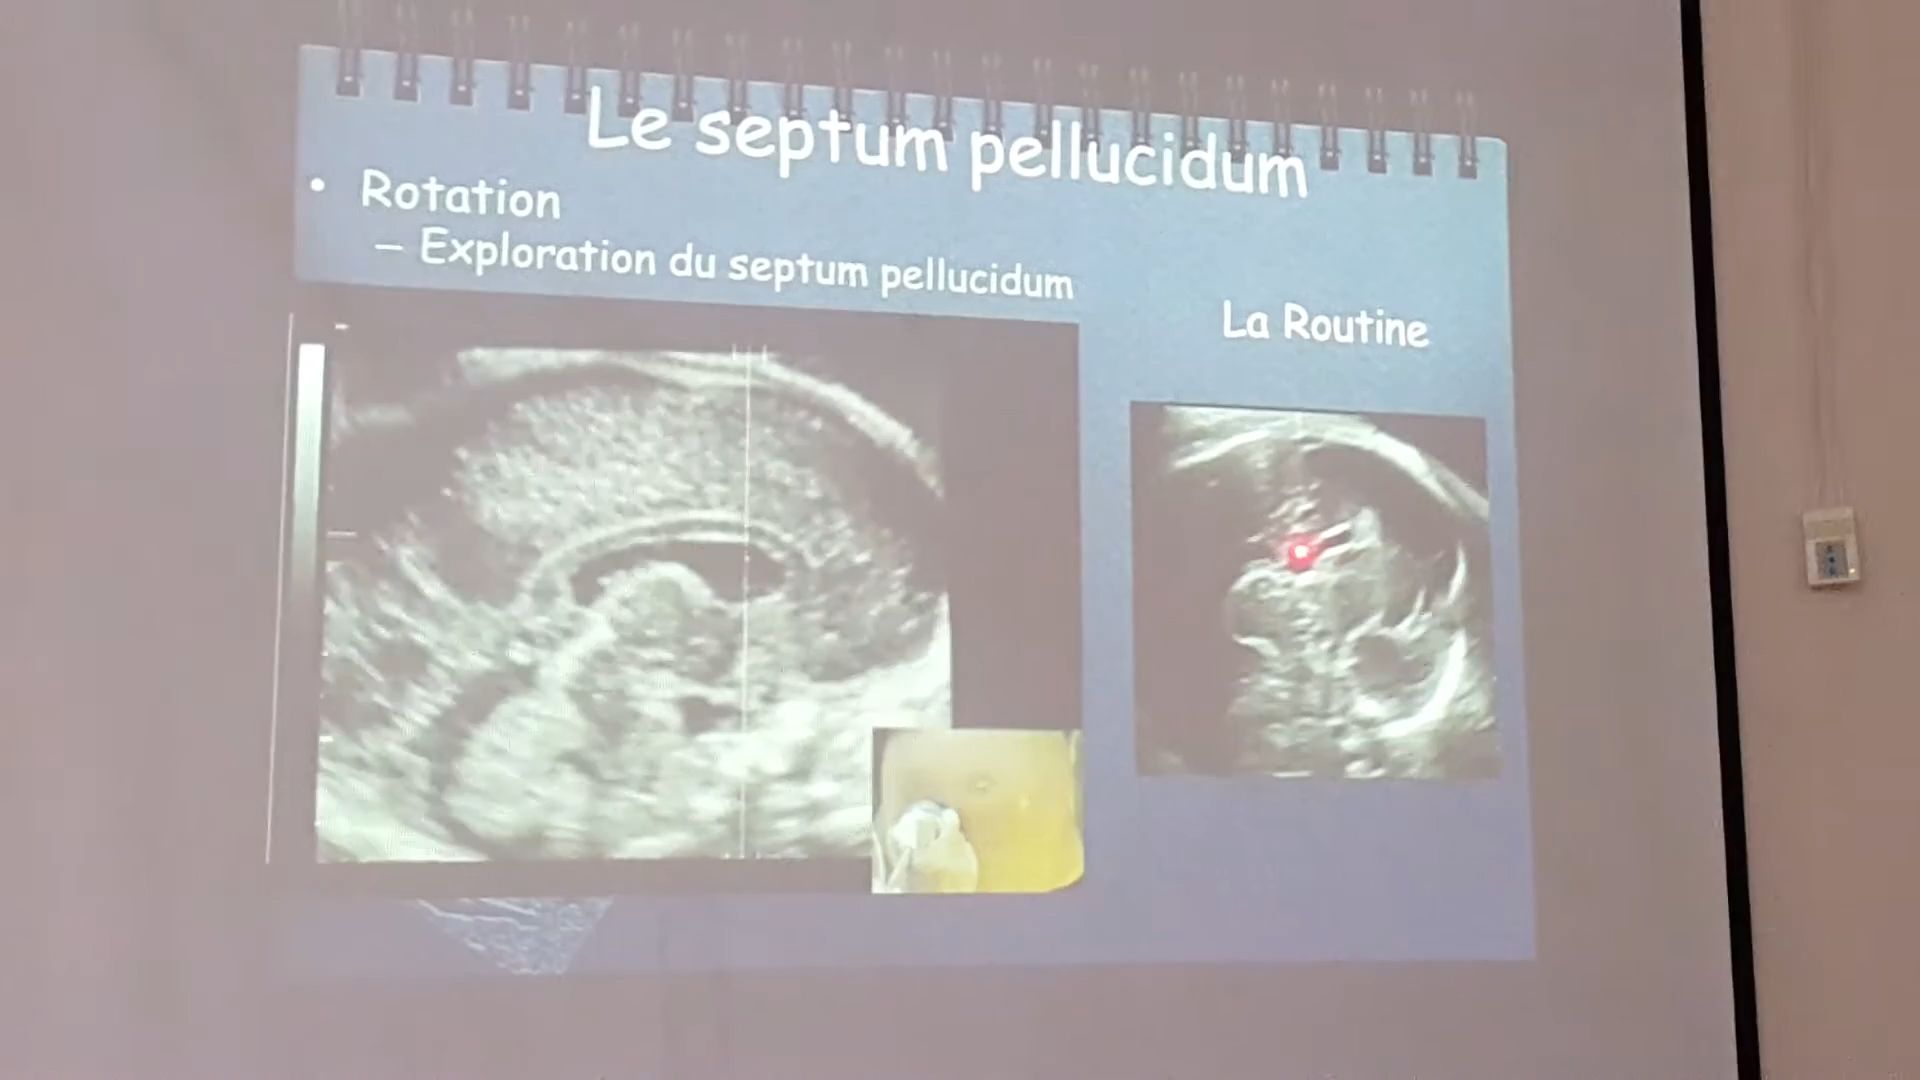 Le septum pellucidum
• Rotation
– Exploration du septum pellucidum
La Routine